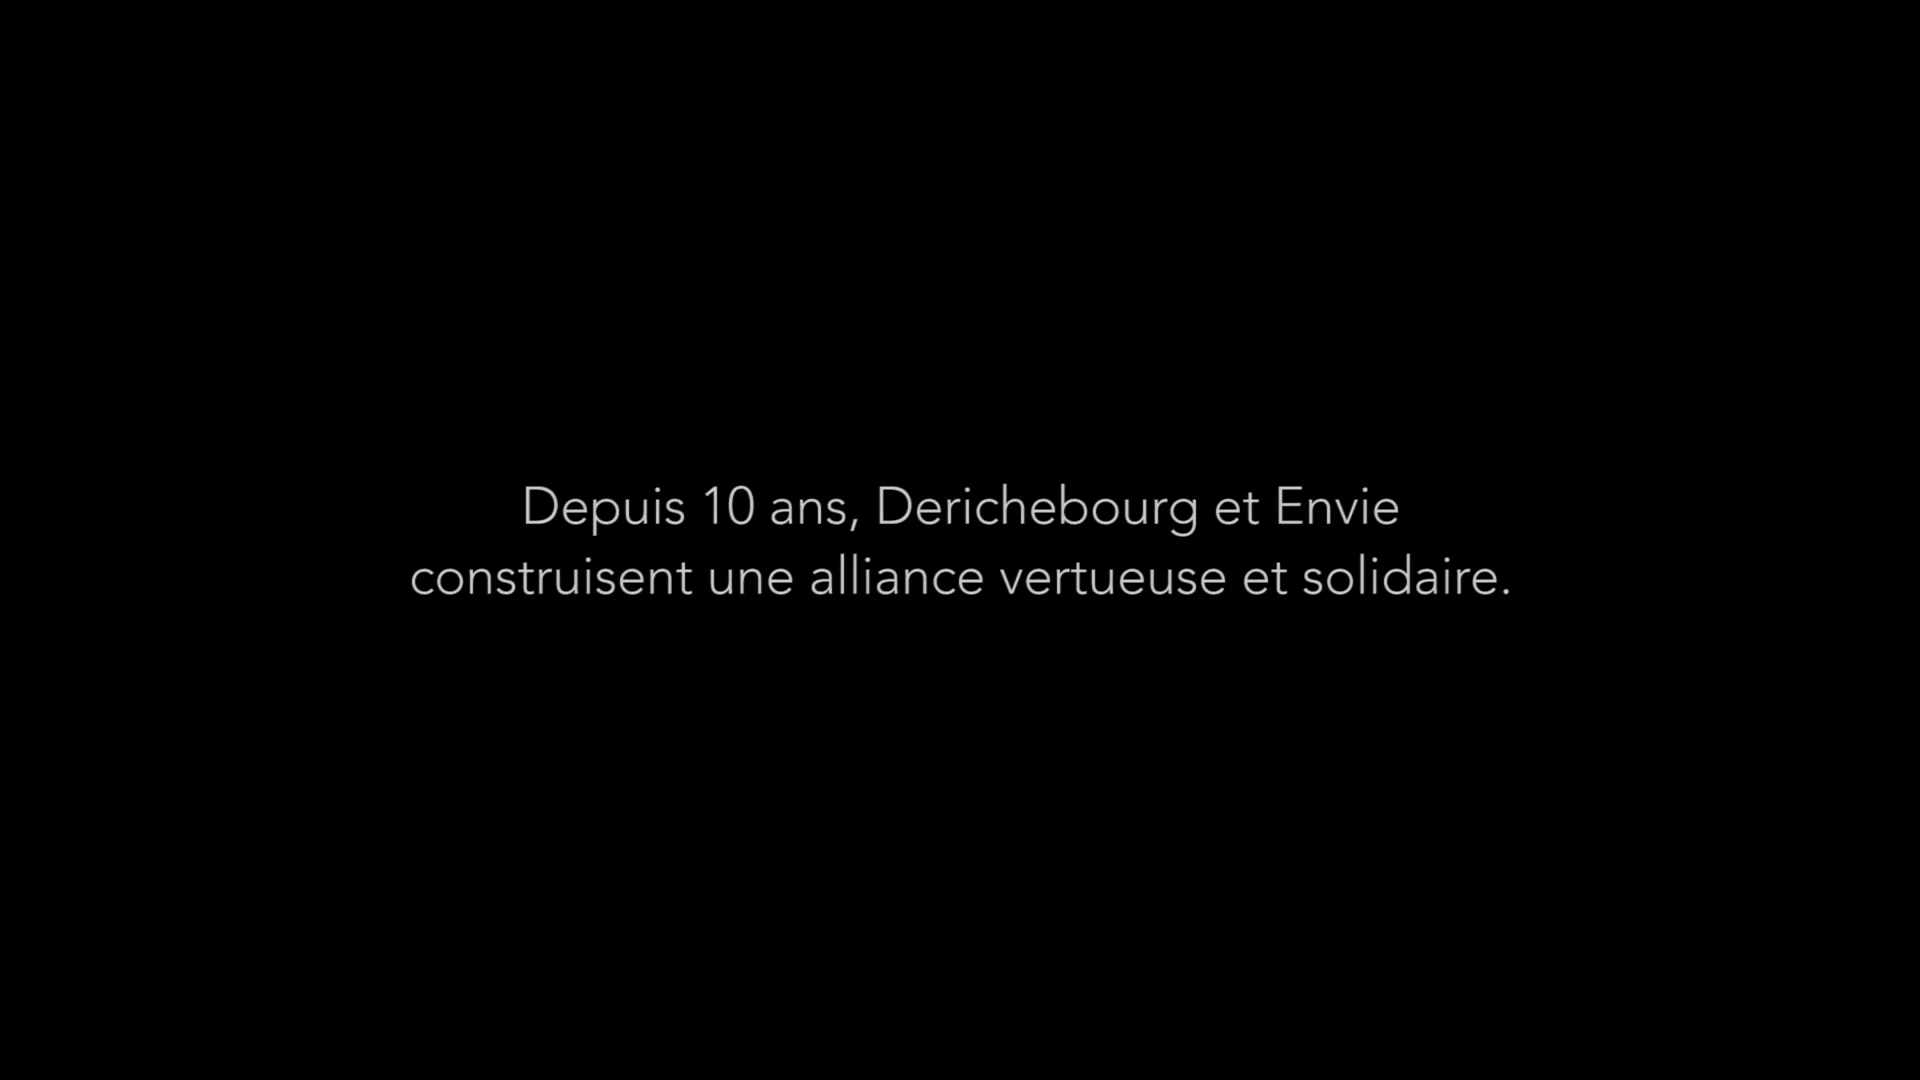 Depuis 10 ans, Derichebourg et Envie
construisent une alliance vertueuse et solidaire.